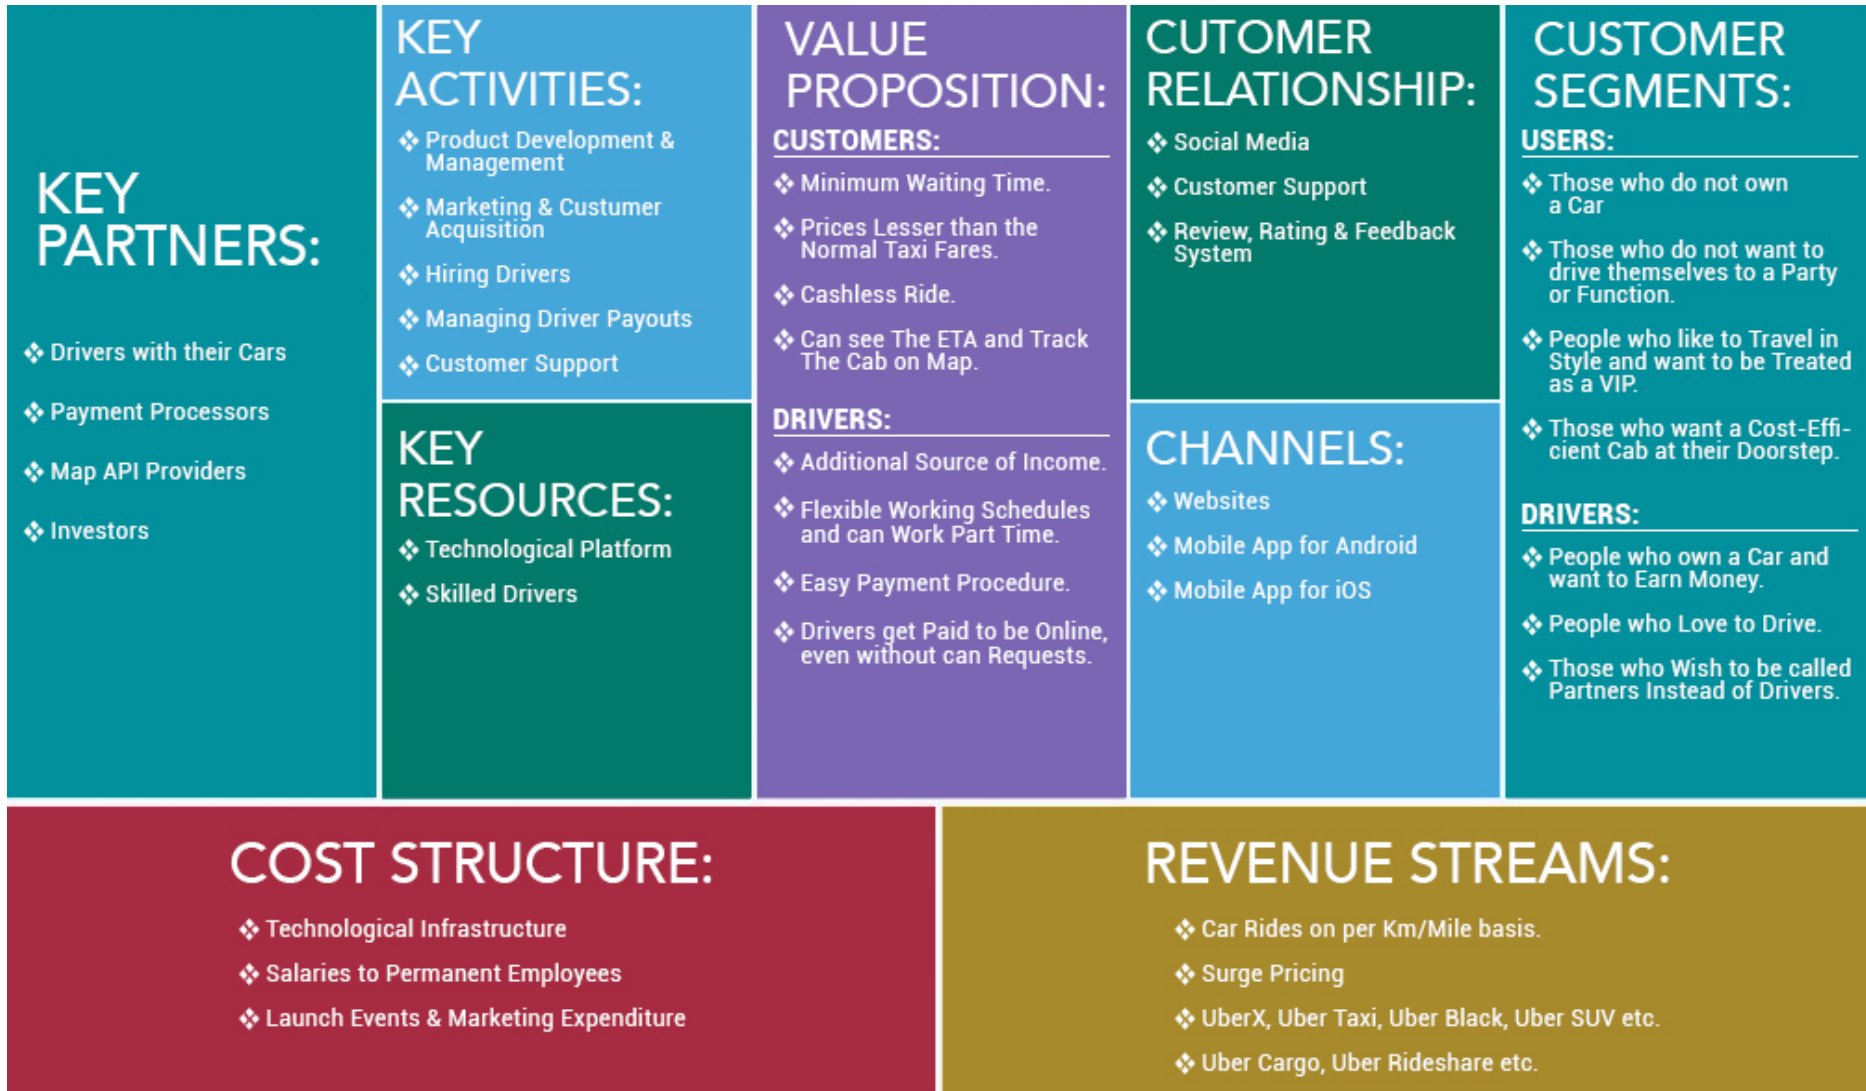 KEY
PARTNERS:
Drivers with their Cars
Payment Processors
Map API Providers
Investors
KEY
ACTIVITIES:
Product Development &
Management
Marketing & Custumer
Acquisition
Hiring Drivers
Managing Driver Payouts
Customer Support
KEY
RESOURCES:
Technological Platform
Skilled Drivers
VALUE
PROPOSITION:
CUSTOMERS:
Minimum Waiting Time.
Prices Lesser than the
Normal Taxi Fares.
Cashless Ride.
Can see The ETA and Track
The Cab on Map.
DRIVERS:
Additional Source of Income.
Flexible Working Schedules
and can Work Part Time.
Easy Payment Procedure.
Drivers get Paid to be Online,
even without can Requests.
CUTOMER
RELATIONSHIP:
Social Media
Customer Support
Review, Rating & Feedback
System
CHANNELS:
Websites
Mobile App for Android
Mobile App for iOS
CUSTOMER
SEGMENTS:
USERS:
Those who do not own
a Car
Those who do not want to
drive themselves to a Party
or Function.
People who like to Travel in
Style and want to be Treated
as a VIP.
Those who want a Cost-Effi-
cient Cab at their Doorstep.
DRIVERS:
People who own a Car and
want to Earn Money.
People who Love to Drive.
Those who Wish to be called
Partners Instead of Drivers.
COST STRUCTURE:
Technological Infrastructure
Salaries to Permanent Employees
Launch Events & Marketing Expenditure
REVENUE STREAMS:
Car Rides on per Km/Mile basis.
Surge Pricing
UberX, Uber Taxi, Uber Black, Uber SUV etc.
Uber Cargo, Uber Rideshare etc.